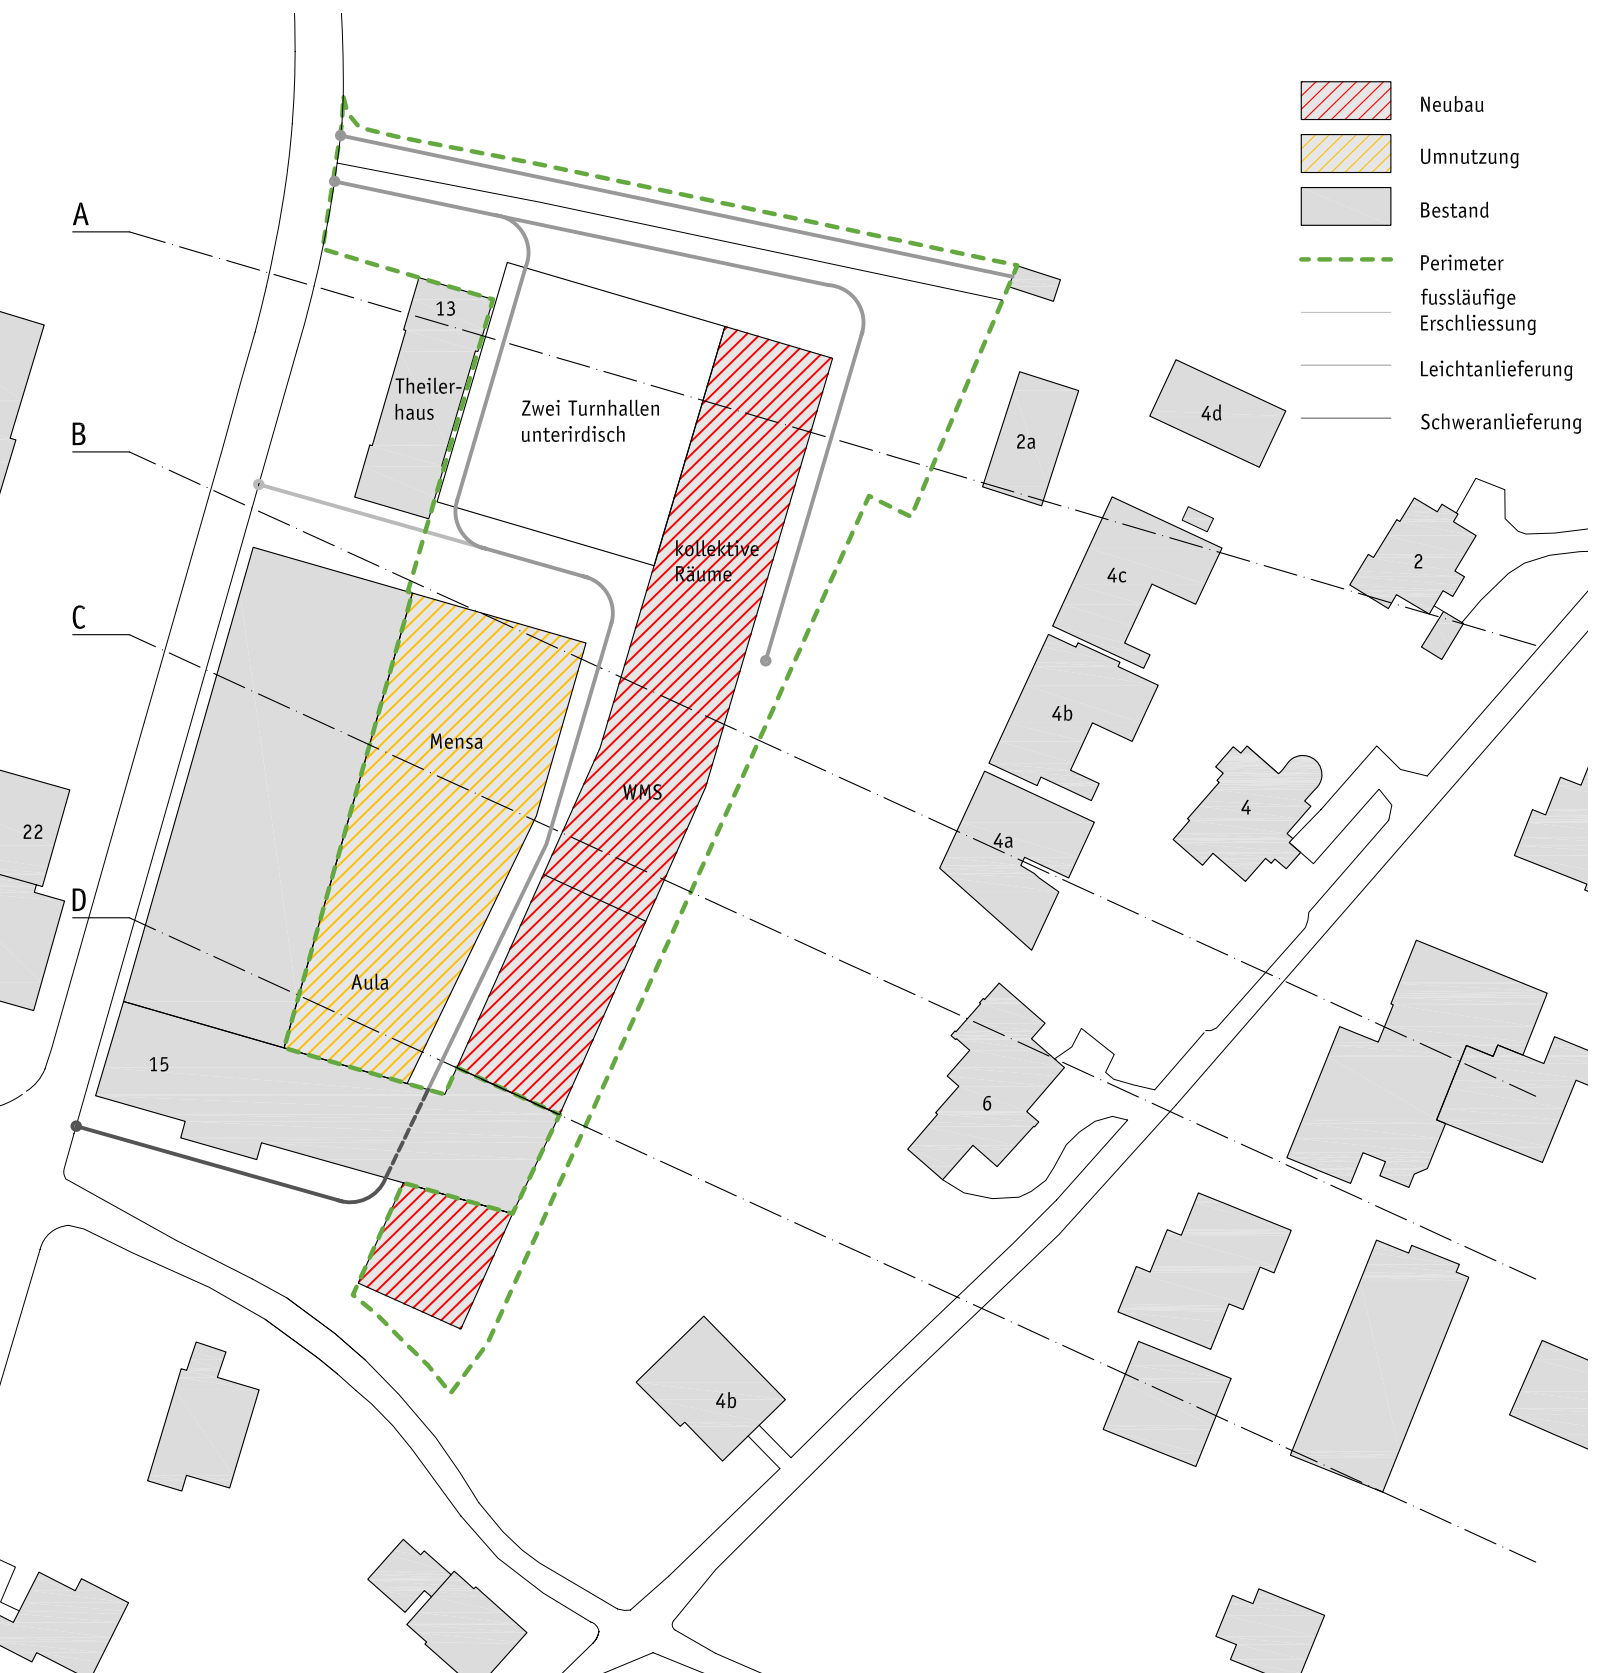 Neubau
Umnutzung
Bestand
Perimeter
fussläufige
Erschliessung
Leichtanlieferung
Schweranlieferung
A
B
C
D
13
Theiler-
haus
Zwei Turnhallen
unterirdisch
kollektive
Räume
Mensa
WMS
Aula
15
22
2a
4d
4c
2
4b
4
4a
6
4b